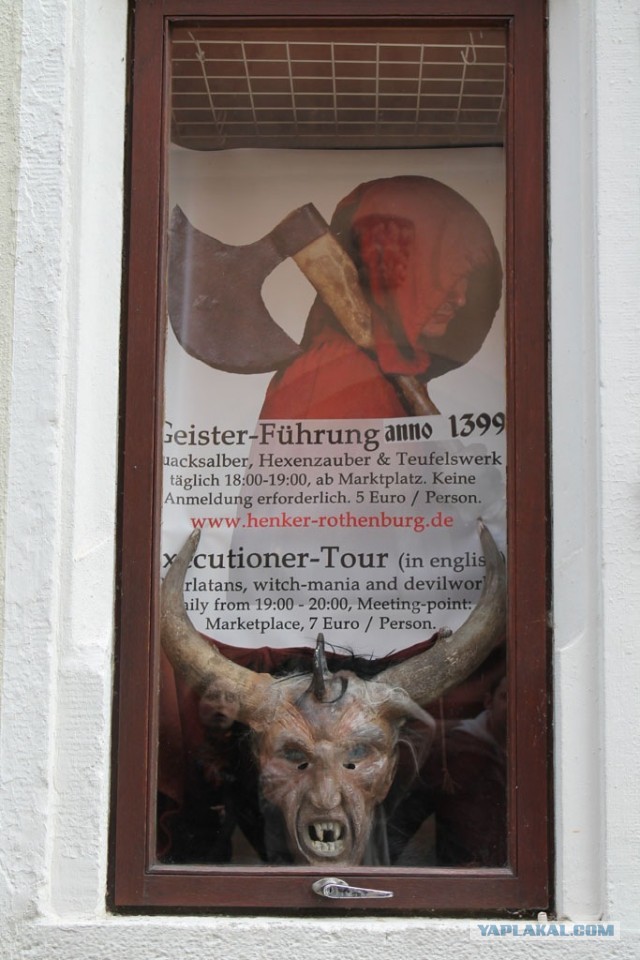 Geister-Führung anno 1399
uacksalber, Hexenzauber & Teufelswerk
täglich 18:00-19:00, ab Marktplatz. Keine
Anmeldung erforderlich. 5 Euro / Person.
www.henker-rothenburg.de
xecutioner-Tour (in englis
rlatans, witch-mania and devilwor
ily from 19:00 - 20:00, Meeting-point:
Marketplace, 7 Euro / Person.
YAPLAKAL.COM